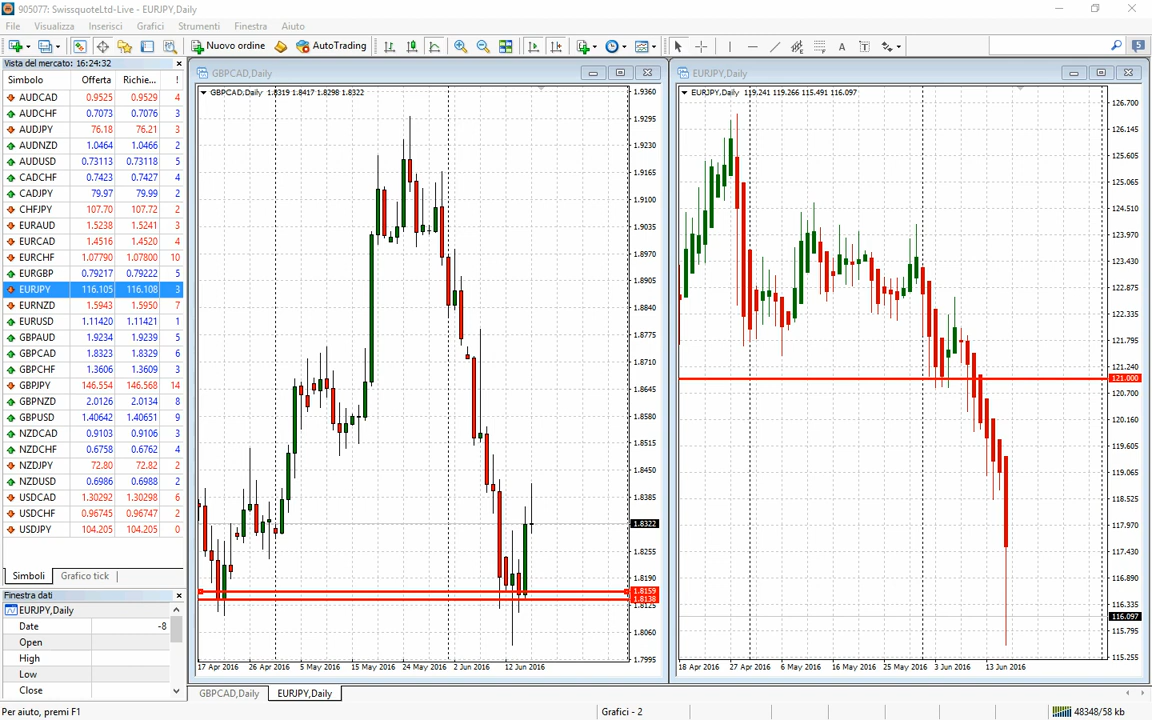 905077: SwissquoteLtd-Live - EURJPY,Daily
File Visualizza Inserisci Grafici Strumenti Finestra Aiuto
Nuovo ordine AutoTrading A T 5
Vista del mercato: 16:24:32
Simbolo Offerta Richie... !
AUDCAD 0.9525 0.9529 4
AUDCHF 0.7073 0.7076 3
AUDJPY 76.18 76.21 3
AUDNZD 1.0464 1.0466 2
AUDUSD 0.73113 0.73118 5
CADCHF 0.7423 0.7427 4
CADJPY 79.97 79.99 2
CHFJPY 107.70 107.72 2
EURAUD 1.5238 1.5241 3
EURCAD 1.4516 1.4520 4
EURCHF 1.07790 1.07800 10
EURGBP 0.79217 0.79222 5
EURJPY 116.105 116.108 3
EURNZD 1.5943 1.5950 7
EURUSD 1.11420 1.11421 1
GBPAUD 1.9234 1.9239 5
GBPCAD 1.8323 1.8329 6
GBPCHF 1.3606 1.3609 3
GBPJPY 146.554 146.568 14
GBPNZD 2.0126 2.0134 8
GBPUSD 1.40642 1.40651 9
NZDCAD 0.9103 0.9106 3
NZDCHF 0.6758 0.6762 4
NZDJPY 72.80 72.82 2
NZDUSD 0.6986 0.6988 2
USDCAD 1.30292 1.30298 6
USDCHF 0.96745 0.96747 2
USDJPY 104.205 104.205 0
Simboli Grafico tick
Finestra dati
EURJPY,Daily
Date -8
Open
High
Low
Close
GBPCAD,Daily
GBPCAD,Daily 1.8319 1.8417 1.8298 1.8322
1.9360
1.9295
1.9230
1.9165
1.9100
1.9035
1.8970
1.8905
1.8840
1.8775
1.8710
1.8645
1.8580
1.8515
1.8450
1.8385
1.8322
1.8255
1.8190
1.8159
1.8138
1.8125
1.8060
1.7995
17 Apr 2016 26 Apr 2016 5 May 2016 15 May 2016 24 May 2016 2 Jun 2016 12 Jun 2016
EURJPY,Daily
EURJPY,Daily 119.241 119.266 115.491 116.097
126.700
126.145
125.605
125.065
124.510
123.970
123.430
122.875
122.335
121.795
121.240
121.000
120.700
120.160
119.605
119.065
118.525
117.970
117.430
116.890
116.335
116.097
115.795
115.255
18 Apr 2016 27 Apr 2016 6 May 2016 16 May 2016 25 May 2016 3 Jun 2016 13 Jun 2016
GBPCAD,Daily EURJPY,Daily
Per aiuto, premi F1 Grafici - 2 48348/58 kb